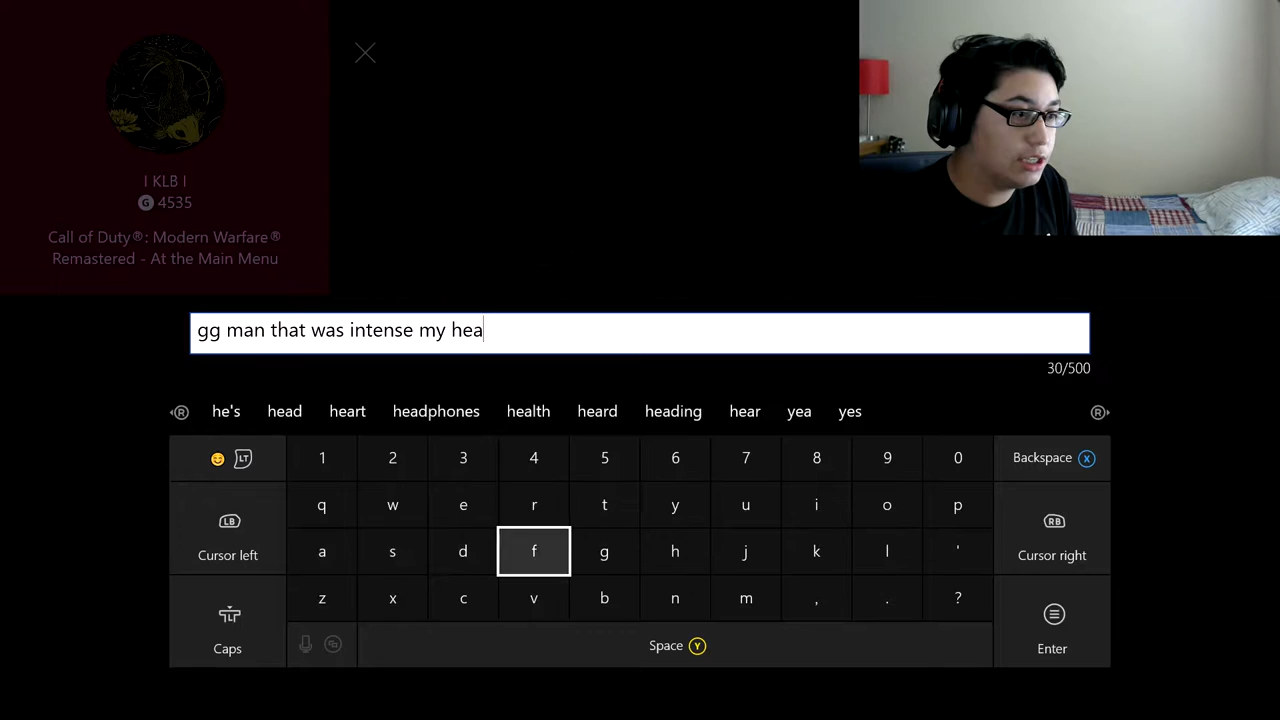 I KLB I
G 4535
Call of Duty®: Modern Warfare®
Remastered - At the Main Menu
gg man that was intense my hea
30/500
R he's head heart headphones health heard heading hear yea yes R
LT 1 2 3 4 5 6 7 8 9 0 Backspace X
q w e r t y u i o p
LB Cursor left
RB Cursor right
a s d f g h j k l '
z x c v b n m , . ?
LT Caps
Space Y
Enter